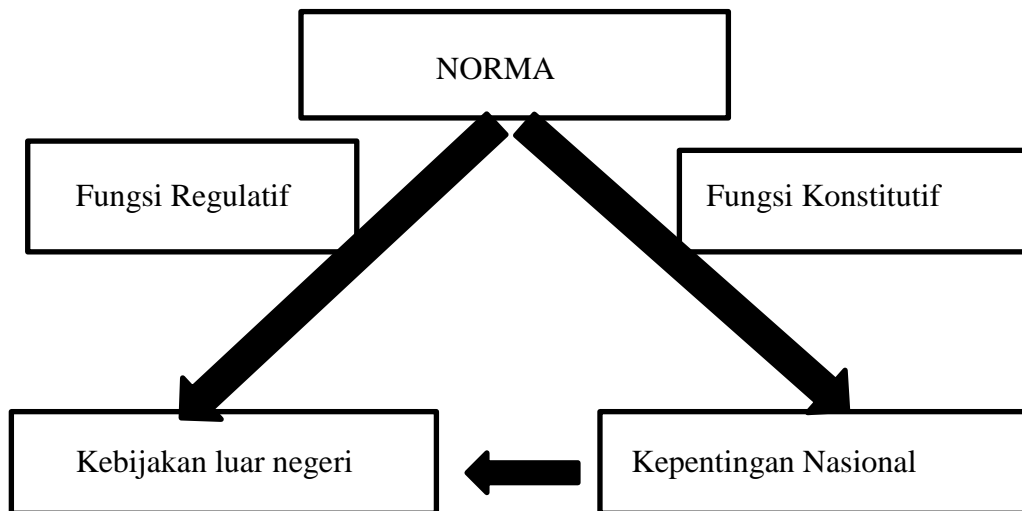 NORMA
Fungsi Regulatif
Fungsi Konstitutif
Kebijakan luar negeri
Kepentingan Nasional